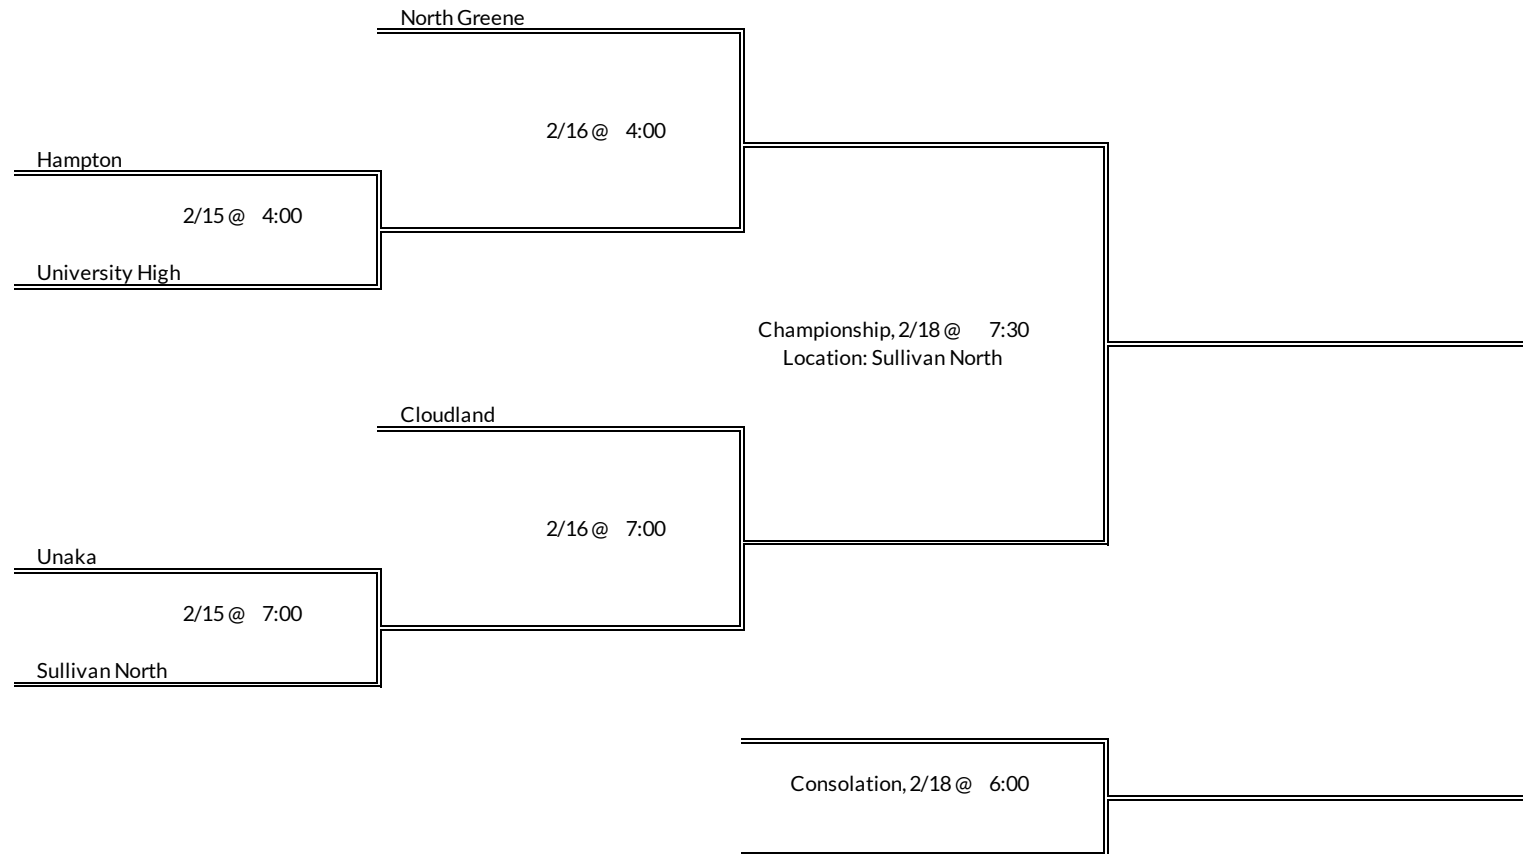 North Greene
2/16 @ 4:00
Hampton
2/15 @ 4:00
University High
Championship, 2/18 @ 7:30
Location: Sullivan North
Cloudland
2/16 @ 7:00
Unaka
2/15 @ 7:00
Sullivan North
Consolation, 2/18 @ 6:00